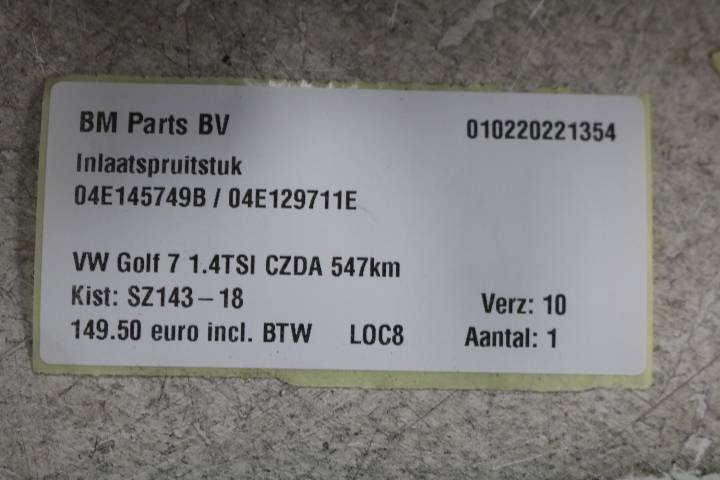 BM Parts BV 010220221354
Inlaatspruitstuk
04E145749B / 04E129711E
VW Golf 7 1.4TSI CZDA 547km
Kist: SZ143-18 Verz: 10
149.50 euro incl. BTW LOC8 Aantal: 1